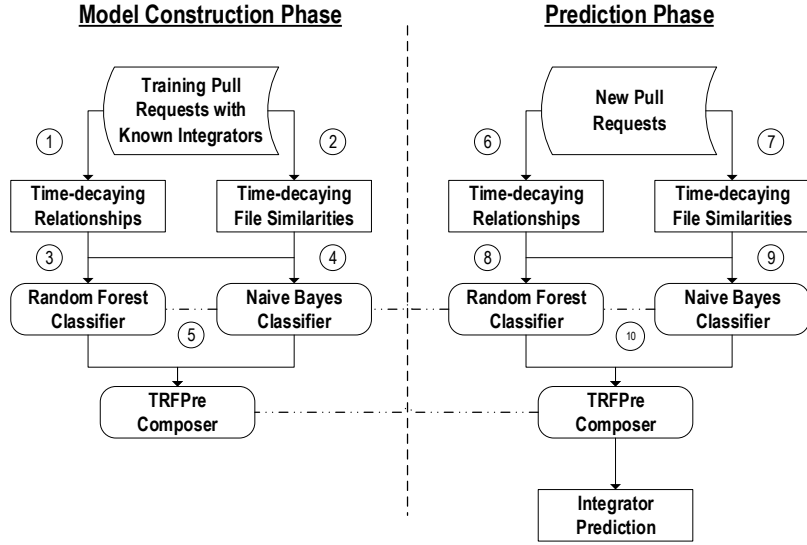 Model Construction Phase
Prediction Phase
Training Pull
Requests with
Known Integrators
New Pull
Requests
1
2
6
7
Time-decaying
Relationships
Time-decaying
File Similarities
Time-decaying
Relationships
Time-decaying
File Similarities
3
4
8
9
Random Forest
Classifier
Naive Bayes
Classifier
Random Forest
Classifier
Naive Bayes
Classifier
5
10
TRFPre
Composer
TRFPre
Composer
Integrator
Prediction